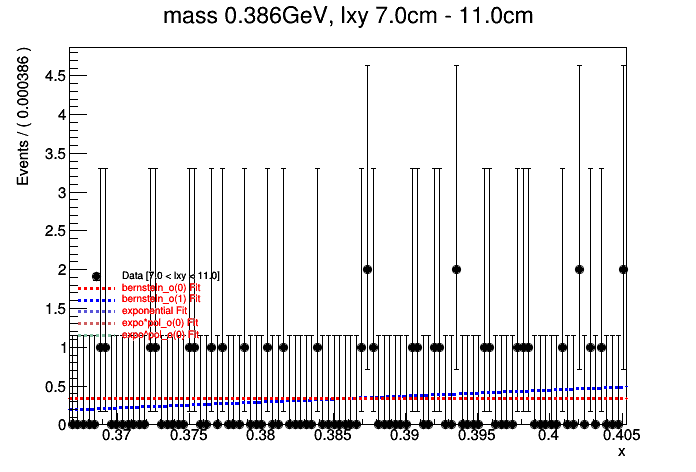 mass 0.386GeV, lxy 7.0cm - 11.0cm
Events / ( 0.000386 )
4.5
4
3.5
3
2.5
2
1.5
1
0.5
0
Data [7.0 < lxy < 11.0]
bernstein_o(0) Fit
bernstein_o(1) Fit
exponential Fit
expo*pol_o(0) Fit
expo*pol_o(0) Fit
0.37 0.375 0.38 0.385 0.39 0.395 0.4 0.405
x